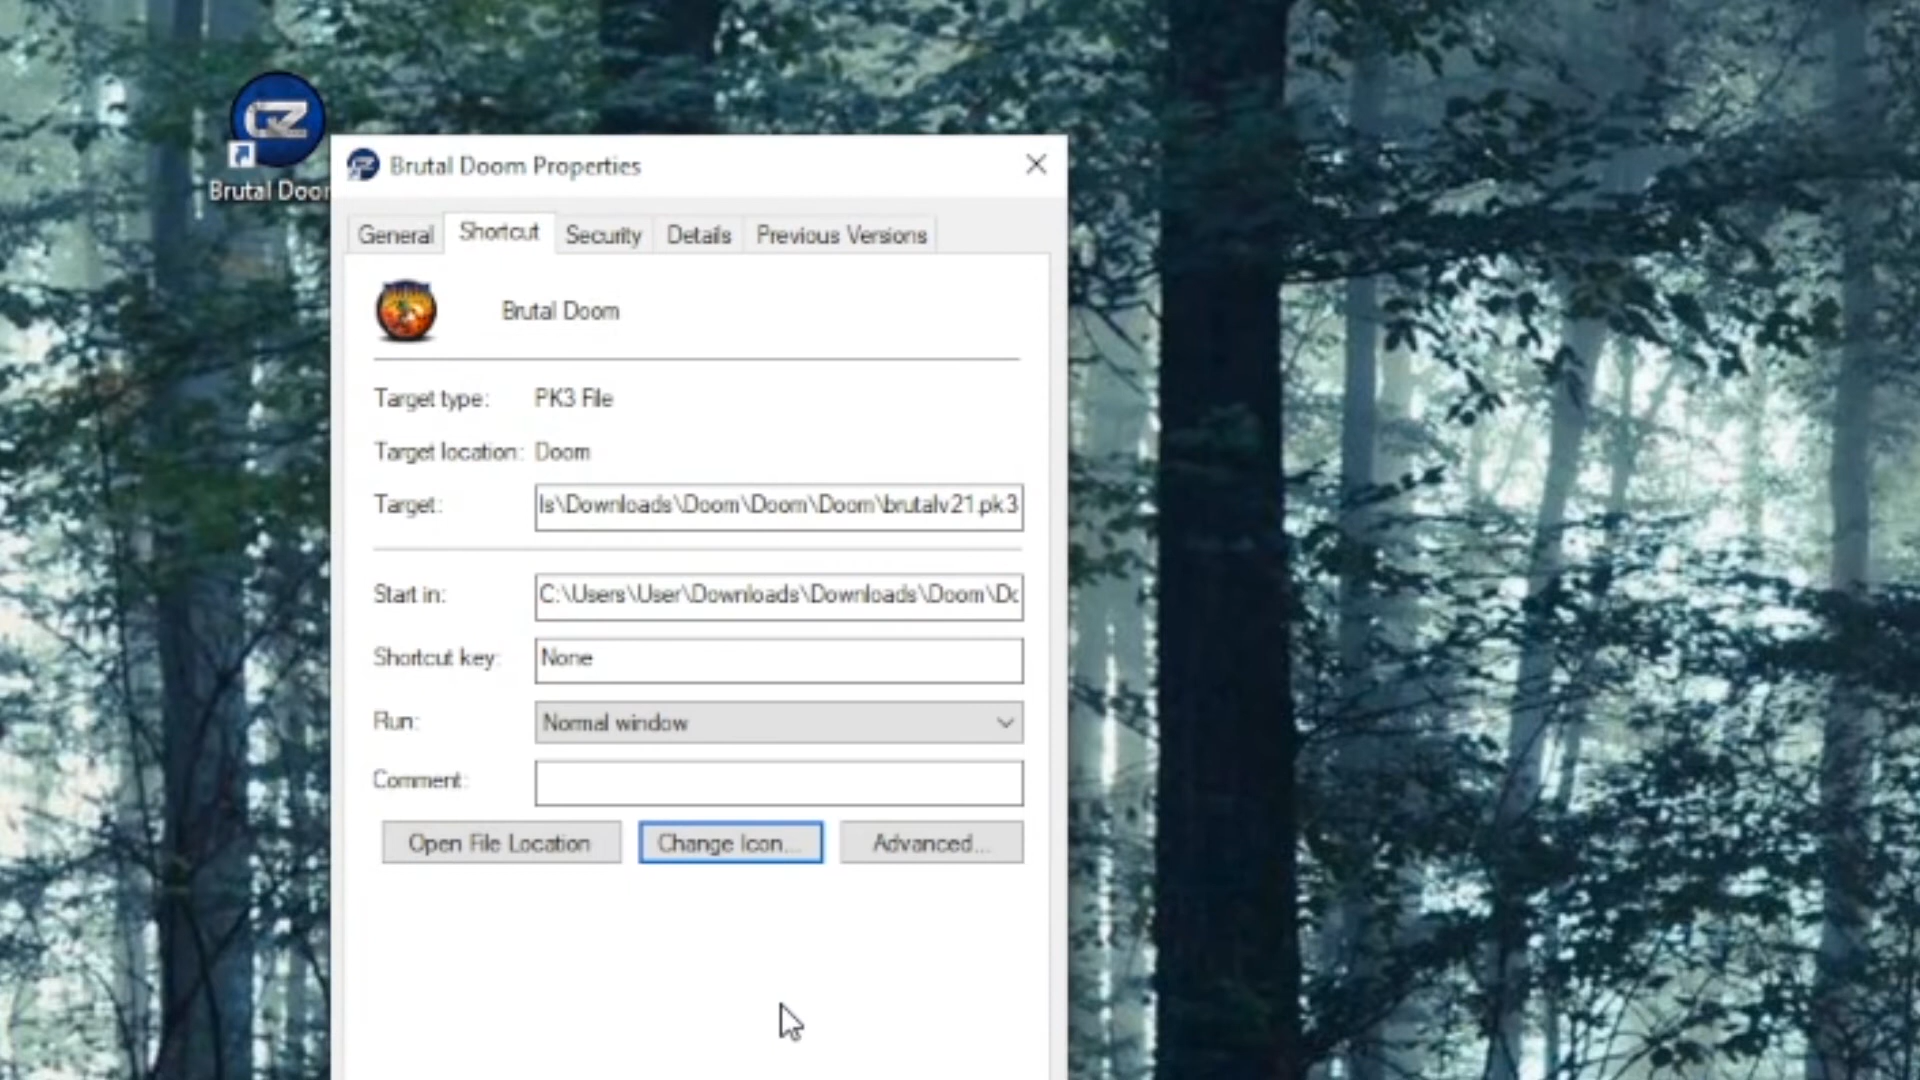 GZ
Brutal Door
Brutal Doom Properties
General Shortcut Security Details Previous Versions
Brutal Doom
Target type: PK3 File
Target location: Doom
Target: ls\Downloads\Doom\Doom\Doom\brutalv21.pk3
Start in: C:\Users\User\Downloads\Downloads\Doom\Do
Shortcut key: None
Run: Normal window
Comment:
Open File Location Change Icon... Advanced...